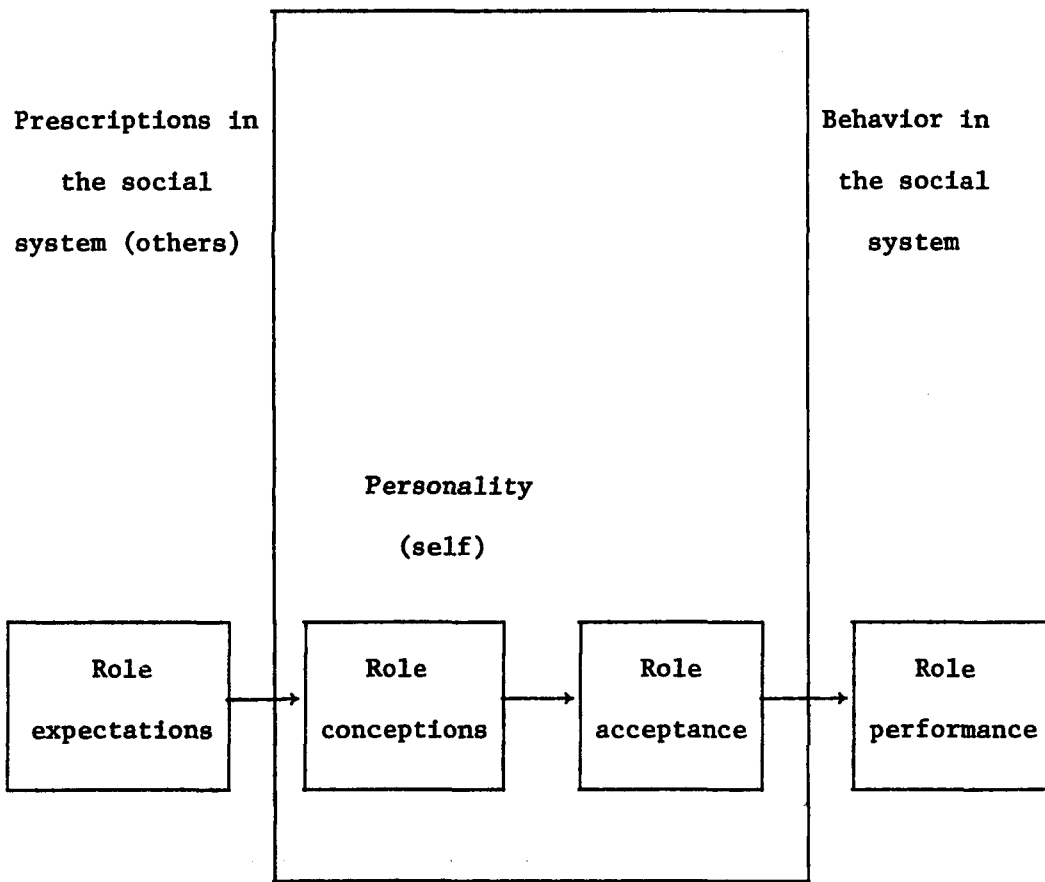 Prescriptions in
the social
system (others)
Behavior in
the social
system
Personality
(self)
Role
expectations
Role
conceptions
Role
acceptance
Role
performance